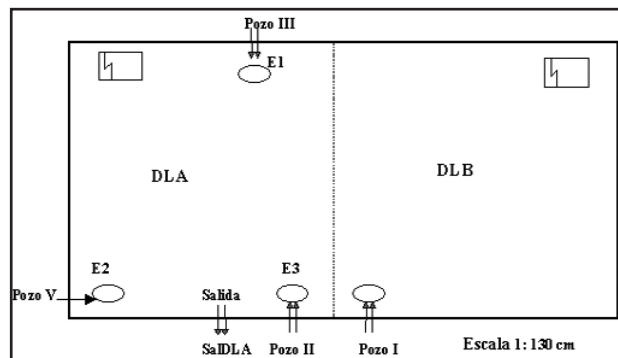 Pozo III
E1
DLA
DLB
E2
E3
Pozo V
Salida
SalDLA
Pozo II
Pozo I
Escala 1: 130 cm